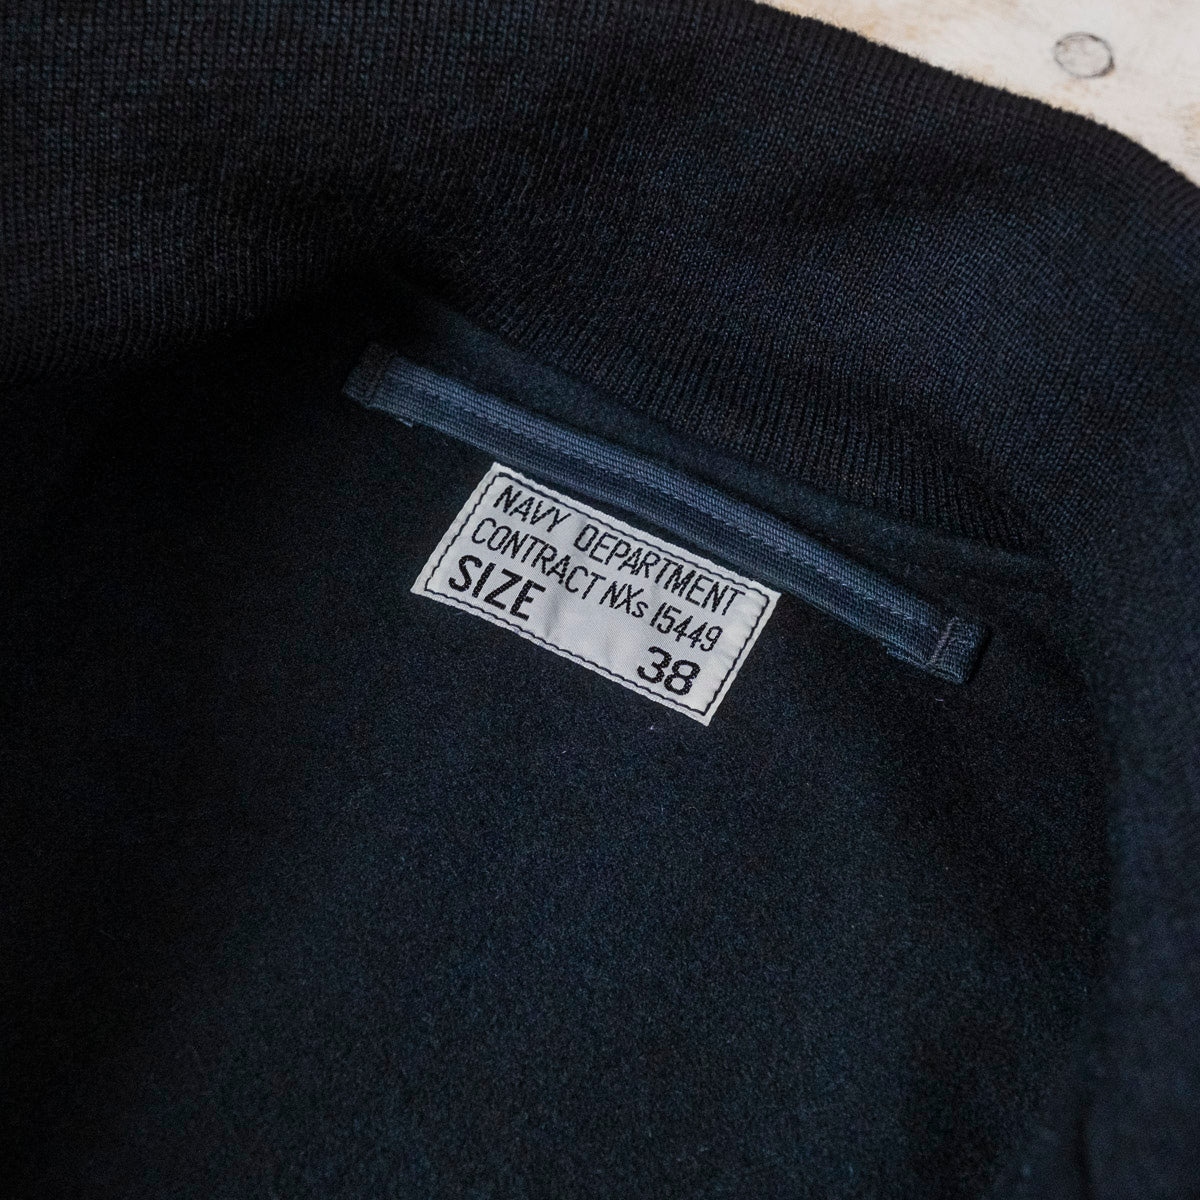 NAVY DEPARTMENT
CONTRACT NXs 15449
SIZE 38